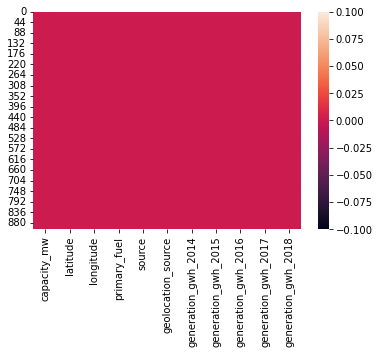 0
44
88
132
176
220
264
308
352
396
440
484
528
572
616
660
704
748
792
836
880
capacity_mw
latitude
longitude
primary_fuel
source
geolocation_source
generation_gwh_2014
generation_gwh_2015
generation_gwh_2016
generation_gwh_2017
generation_gwh_2018
0.100
0.075
0.050
0.025
0.000
−0.025
−0.050
−0.075
−0.100